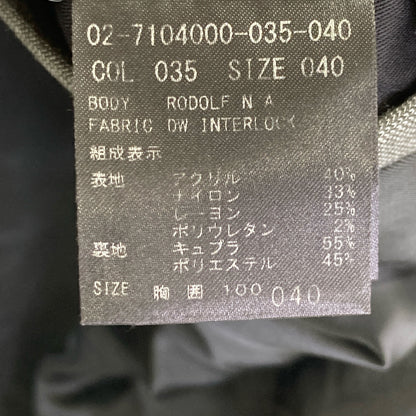 02-7104000-035-040
COL 035 SIZE 040
BODY RODOLF N A
FABRIC DW INTERLOCK
組成表示
表地 アクリル 40%
ナイロン 33%
レーヨン 25%
ポリウレタン 2%
裏地 キュプラ 55%
ポリエステル 45%
SIZE 胸囲 100 040